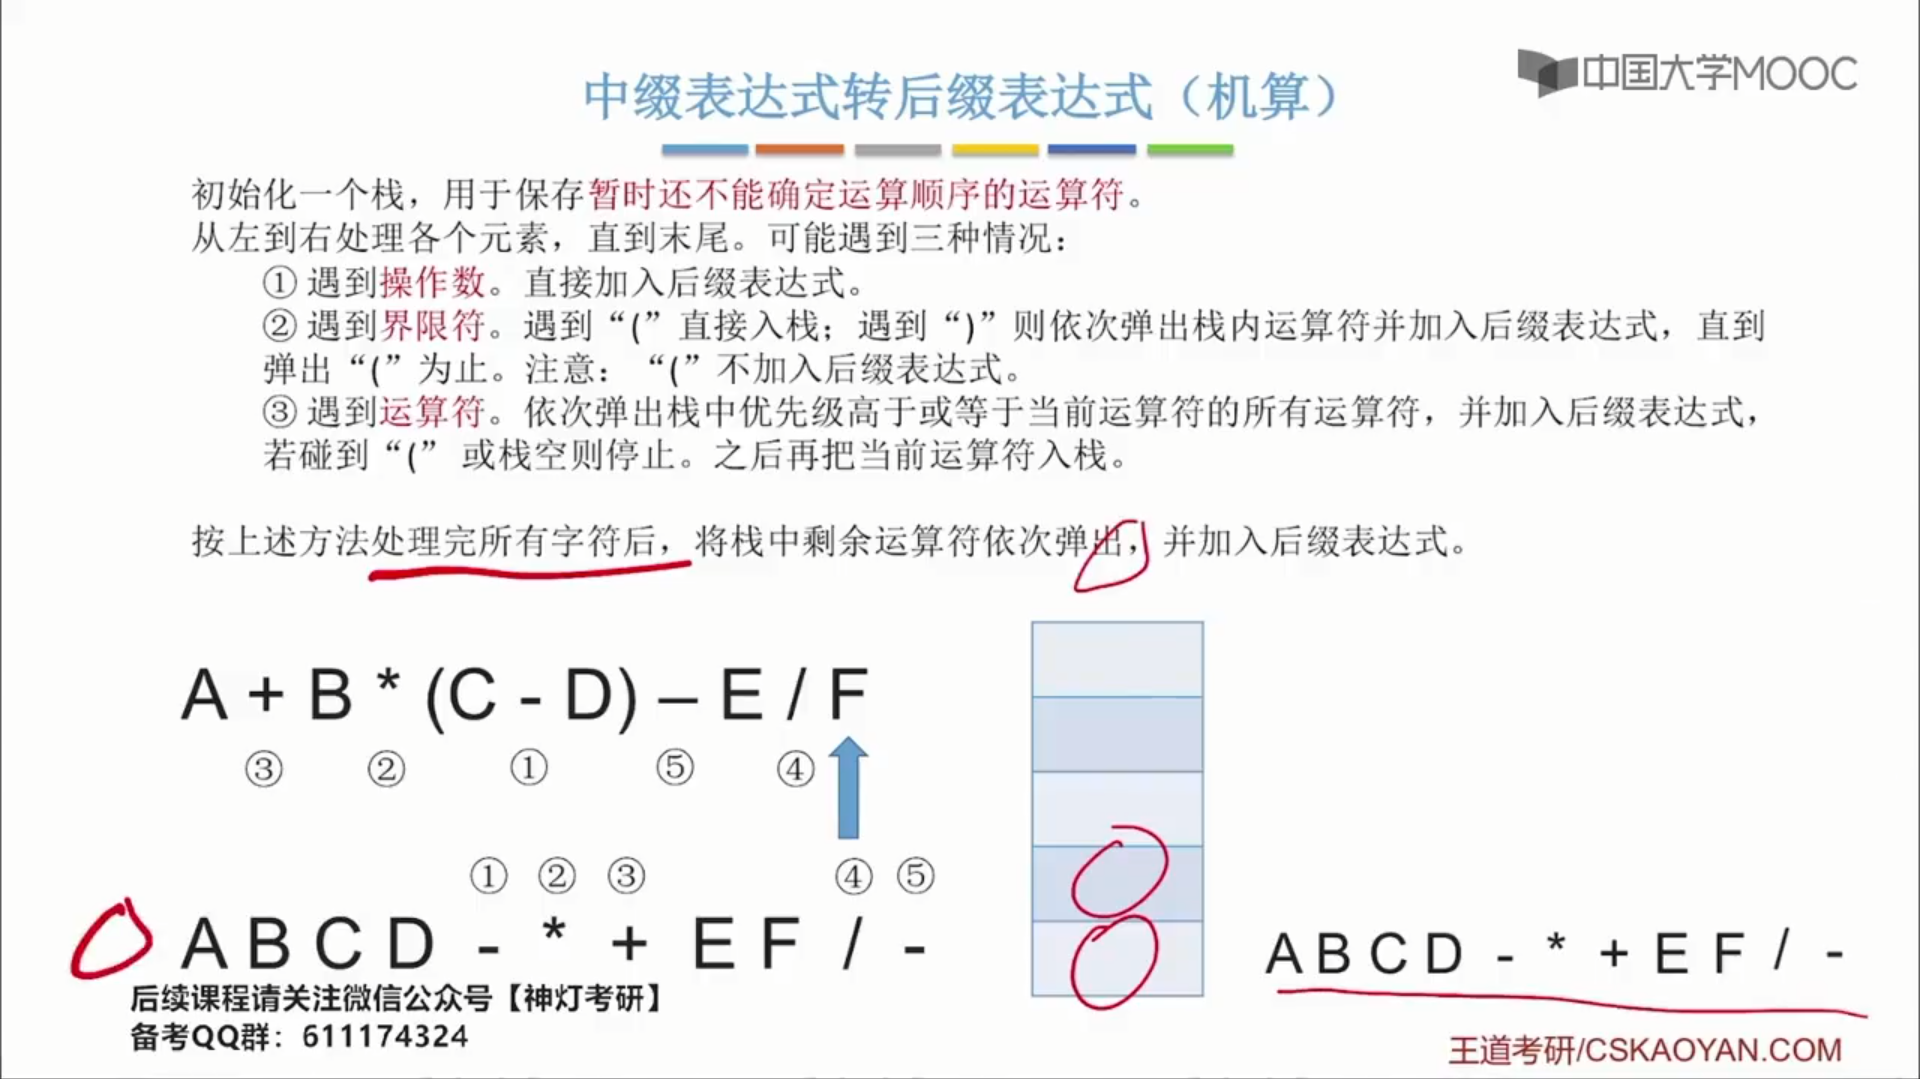 中国大学MOOC
中缀表达式转后缀表达式（机算）
初始化一个栈，用于保存暂时还不能确定运算顺序的运算符。
从左到右处理各个元素，直到末尾。可能遇到三种情况：
① 遇到操作数。直接加入后缀表达式。
② 遇到界限符。遇到“(”直接入栈；遇到“)”则依次弹出栈内运算符并加入后缀表达式，直到
弹出“(”为止。注意：“(”不加入后缀表达式。
③ 遇到运算符。依次弹出栈中优先级高于或等于当前运算符的所有运算符，并加入后缀表达式，
若碰到“(” 或栈空则停止。之后再把当前运算符入栈。
按上述方法处理完所有字符后，将栈中剩余运算符依次弹出，并加入后缀表达式。
A + B * (C - D) – E / F
③ ② ① ⑤ ④
① ② ③ ④ ⑤
A B C D - * + E F / -
A B C D - * + E F / -
后续课程请关注微信公众号【神灯考研】
备考QQ群：611174324
王道考研/CSKAOYAN.COM